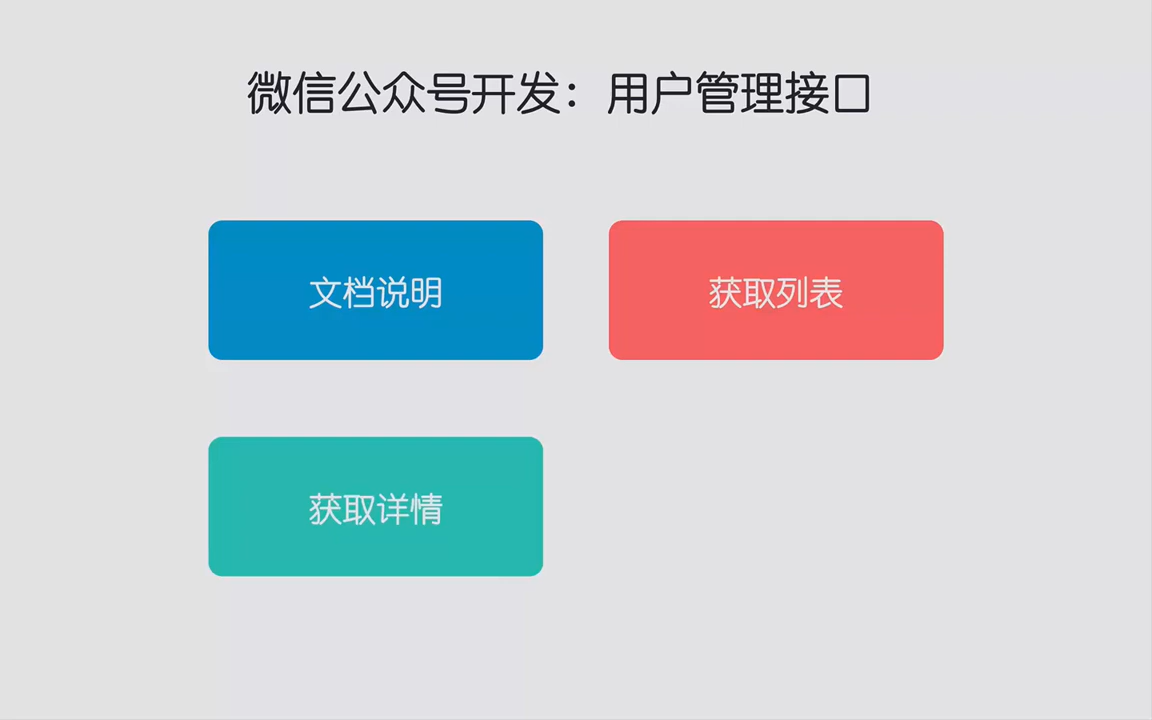 微信公众号开发：用户管理接口
文档说明
获取列表
获取详情